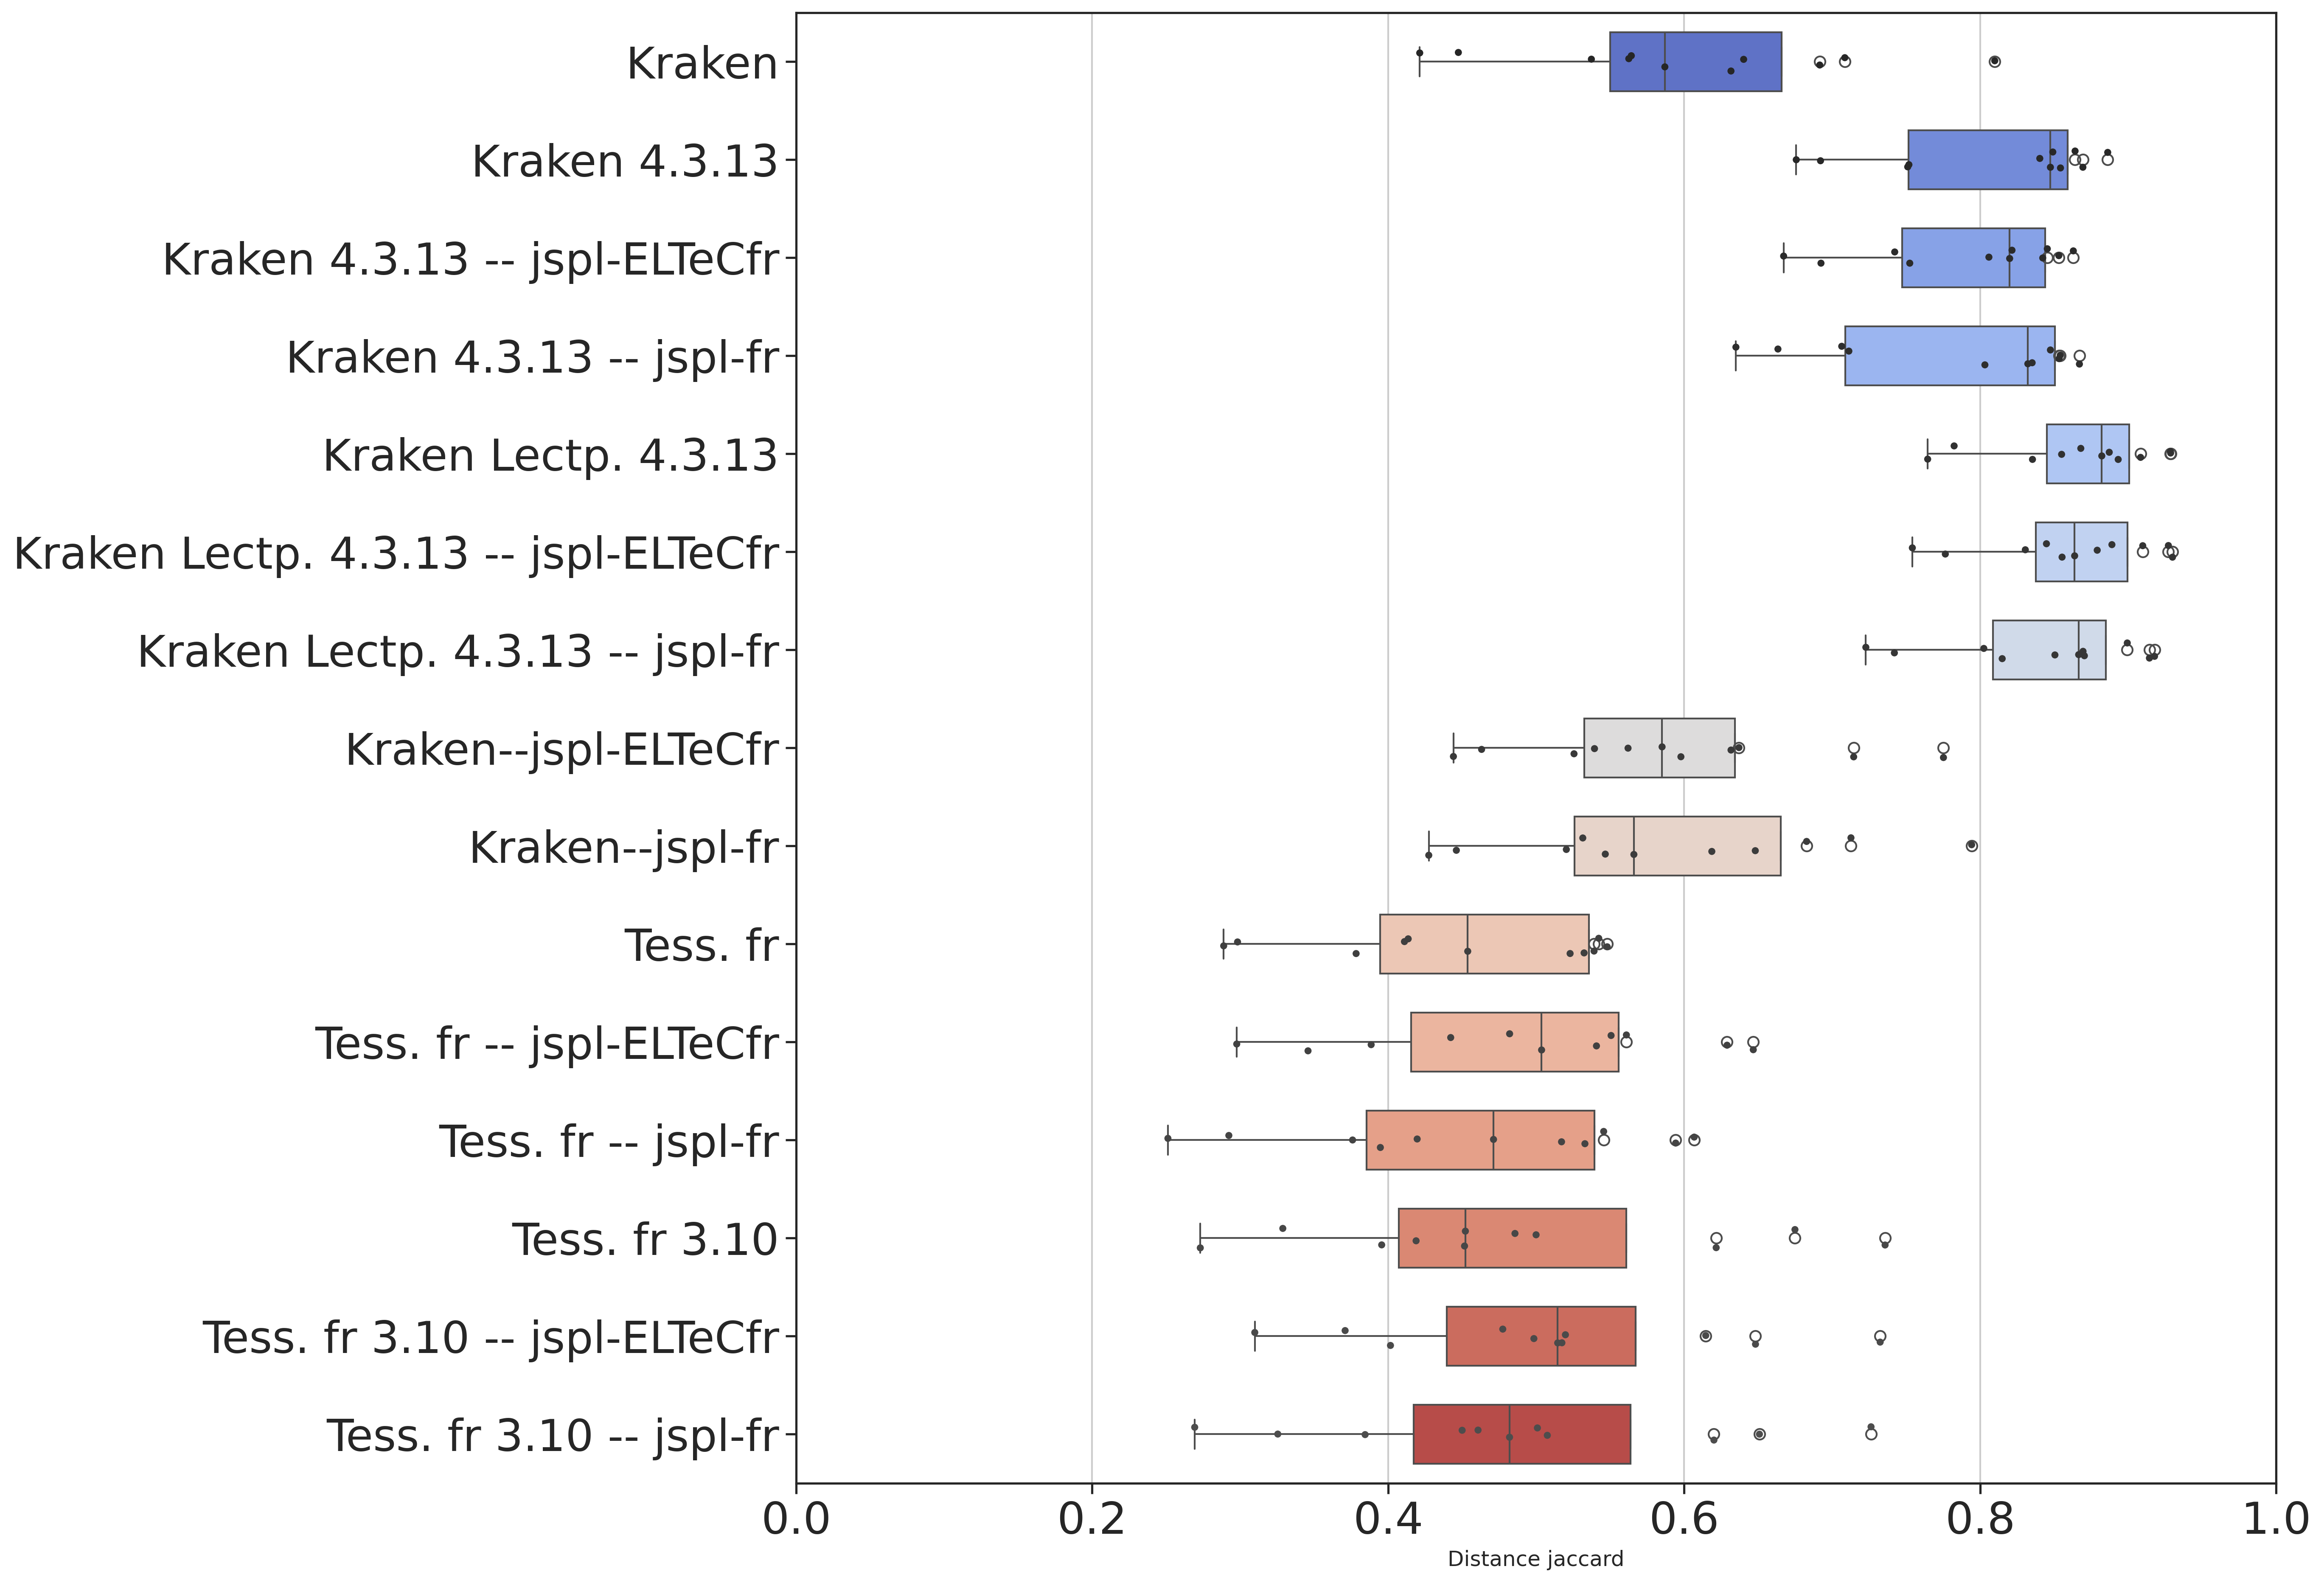 Kraken
Kraken 4.3.13
Kraken 4.3.13 -- jspl-ELTeCfr
Kraken 4.3.13 -- jspl-fr
Kraken Lectp. 4.3.13
Kraken Lectp. 4.3.13 -- jspl-ELTeCfr
Kraken Lectp. 4.3.13 -- jspl-fr
Kraken--jspl-ELTeCfr
Kraken--jspl-fr
Tess. fr
Tess. fr -- jspl-ELTeCfr
Tess. fr -- jspl-fr
Tess. fr 3.10
Tess. fr 3.10 -- jspl-ELTeCfr
Tess. fr 3.10 -- jspl-fr
0.0 0.2 0.4 0.6 0.8 1.0
Distance jaccard